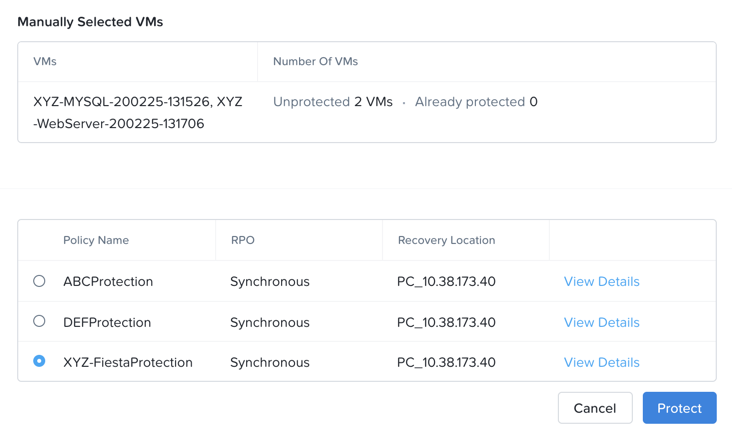 Manually Selected VMs
VMs
Number Of VMs
XYZ-MYSQL-200225-131526, XYZ
-WebServer-200225-131706
Unprotected 2 VMs · Already protected 0
Policy Name
RPO
Recovery Location
ABCProtection
Synchronous
PC_10.38.173.40
View Details
DEFProtection
Synchronous
PC_10.38.173.40
View Details
XYZ-FiestaProtection
Synchronous
PC_10.38.173.40
View Details
Cancel
Protect